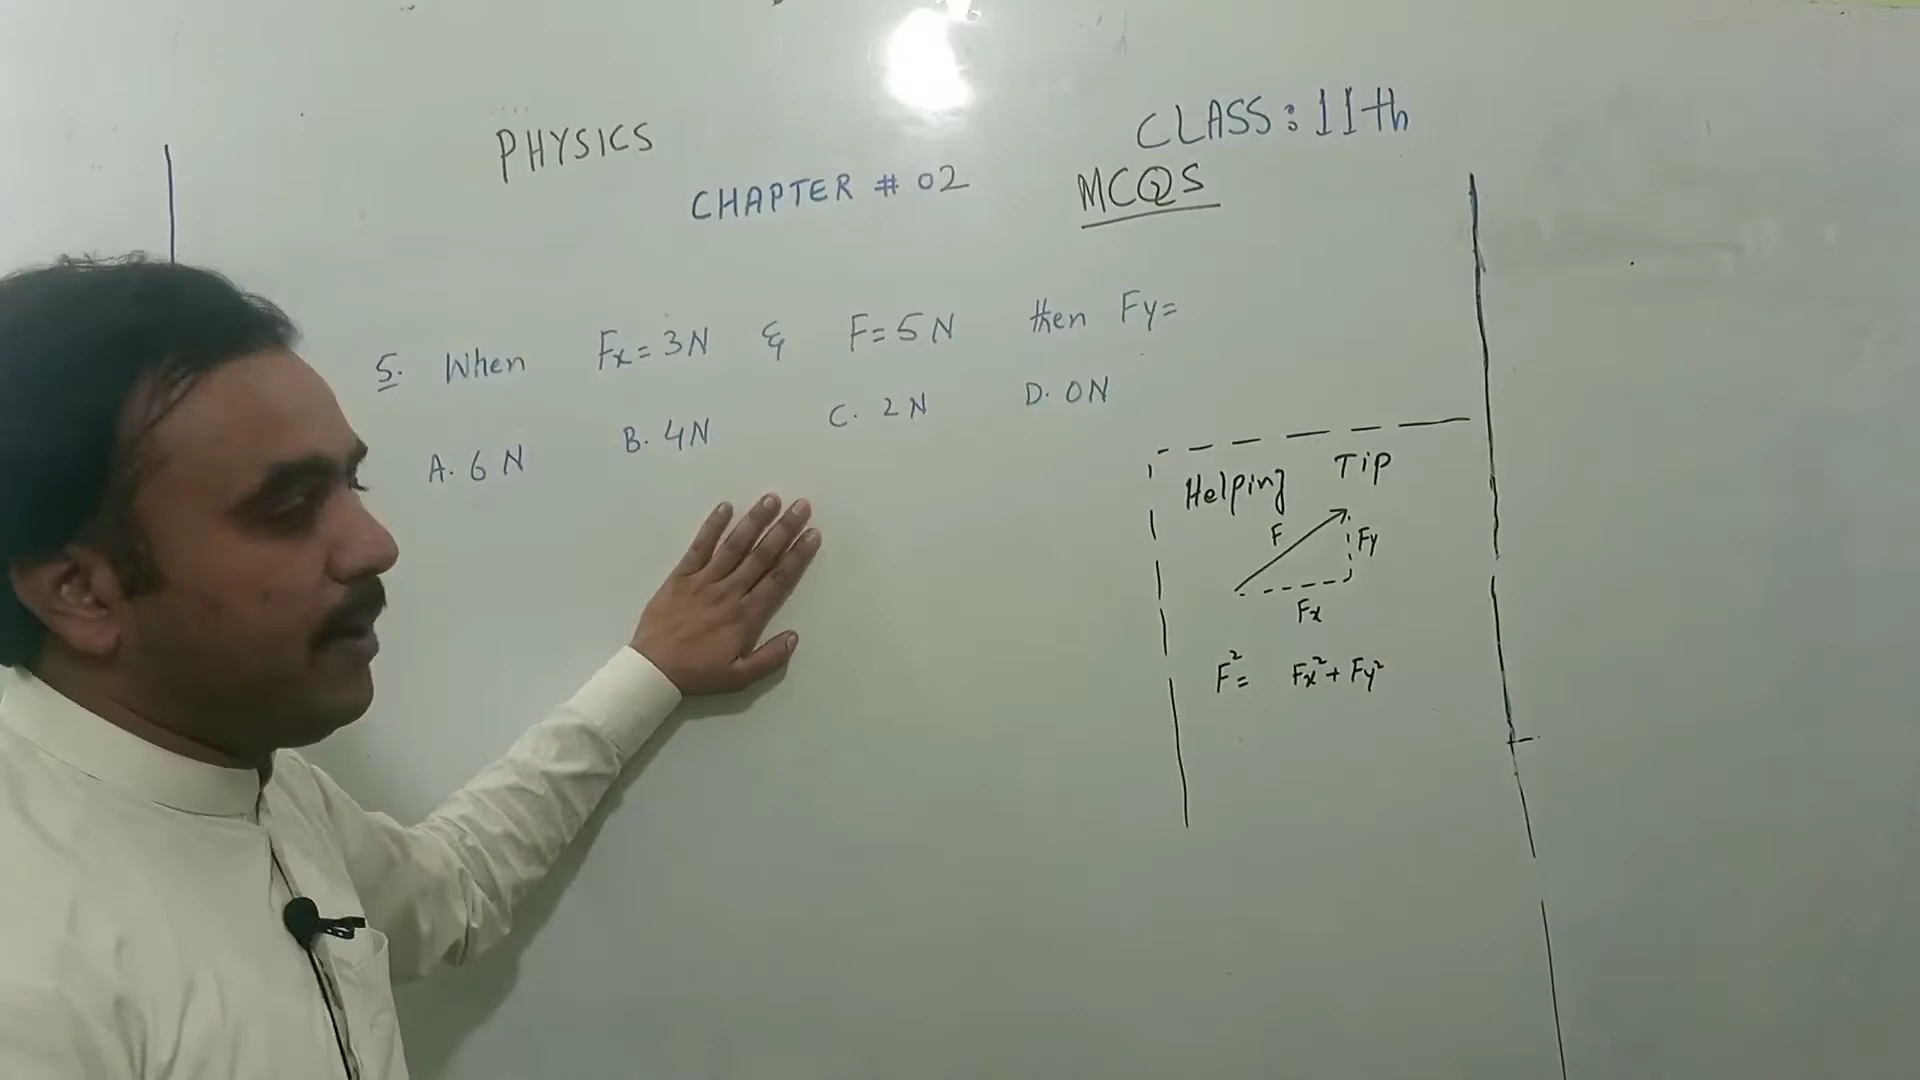 PHYSICS
CLASS: 11th
CHAPTER # 02
MCQS
5. When Fx = 3N & F = 5N then Fy=
A. 6 N B. 4N C. 2 N D. 0N
Helping Tip
F
Fy
Fx
F² = Fx² + Fy²